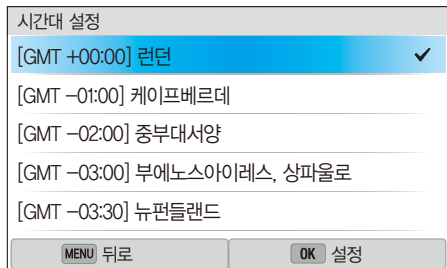 시간대 설정
[GMT +00:00] 런던
[GMT –01:00] 케이프베르데
[GMT –02:00] 중부대서양
[GMT –03:00] 부에노스아이레스, 상파울로
[GMT –03:30] 뉴펀들랜드
MENU 뒤로 OK 설정